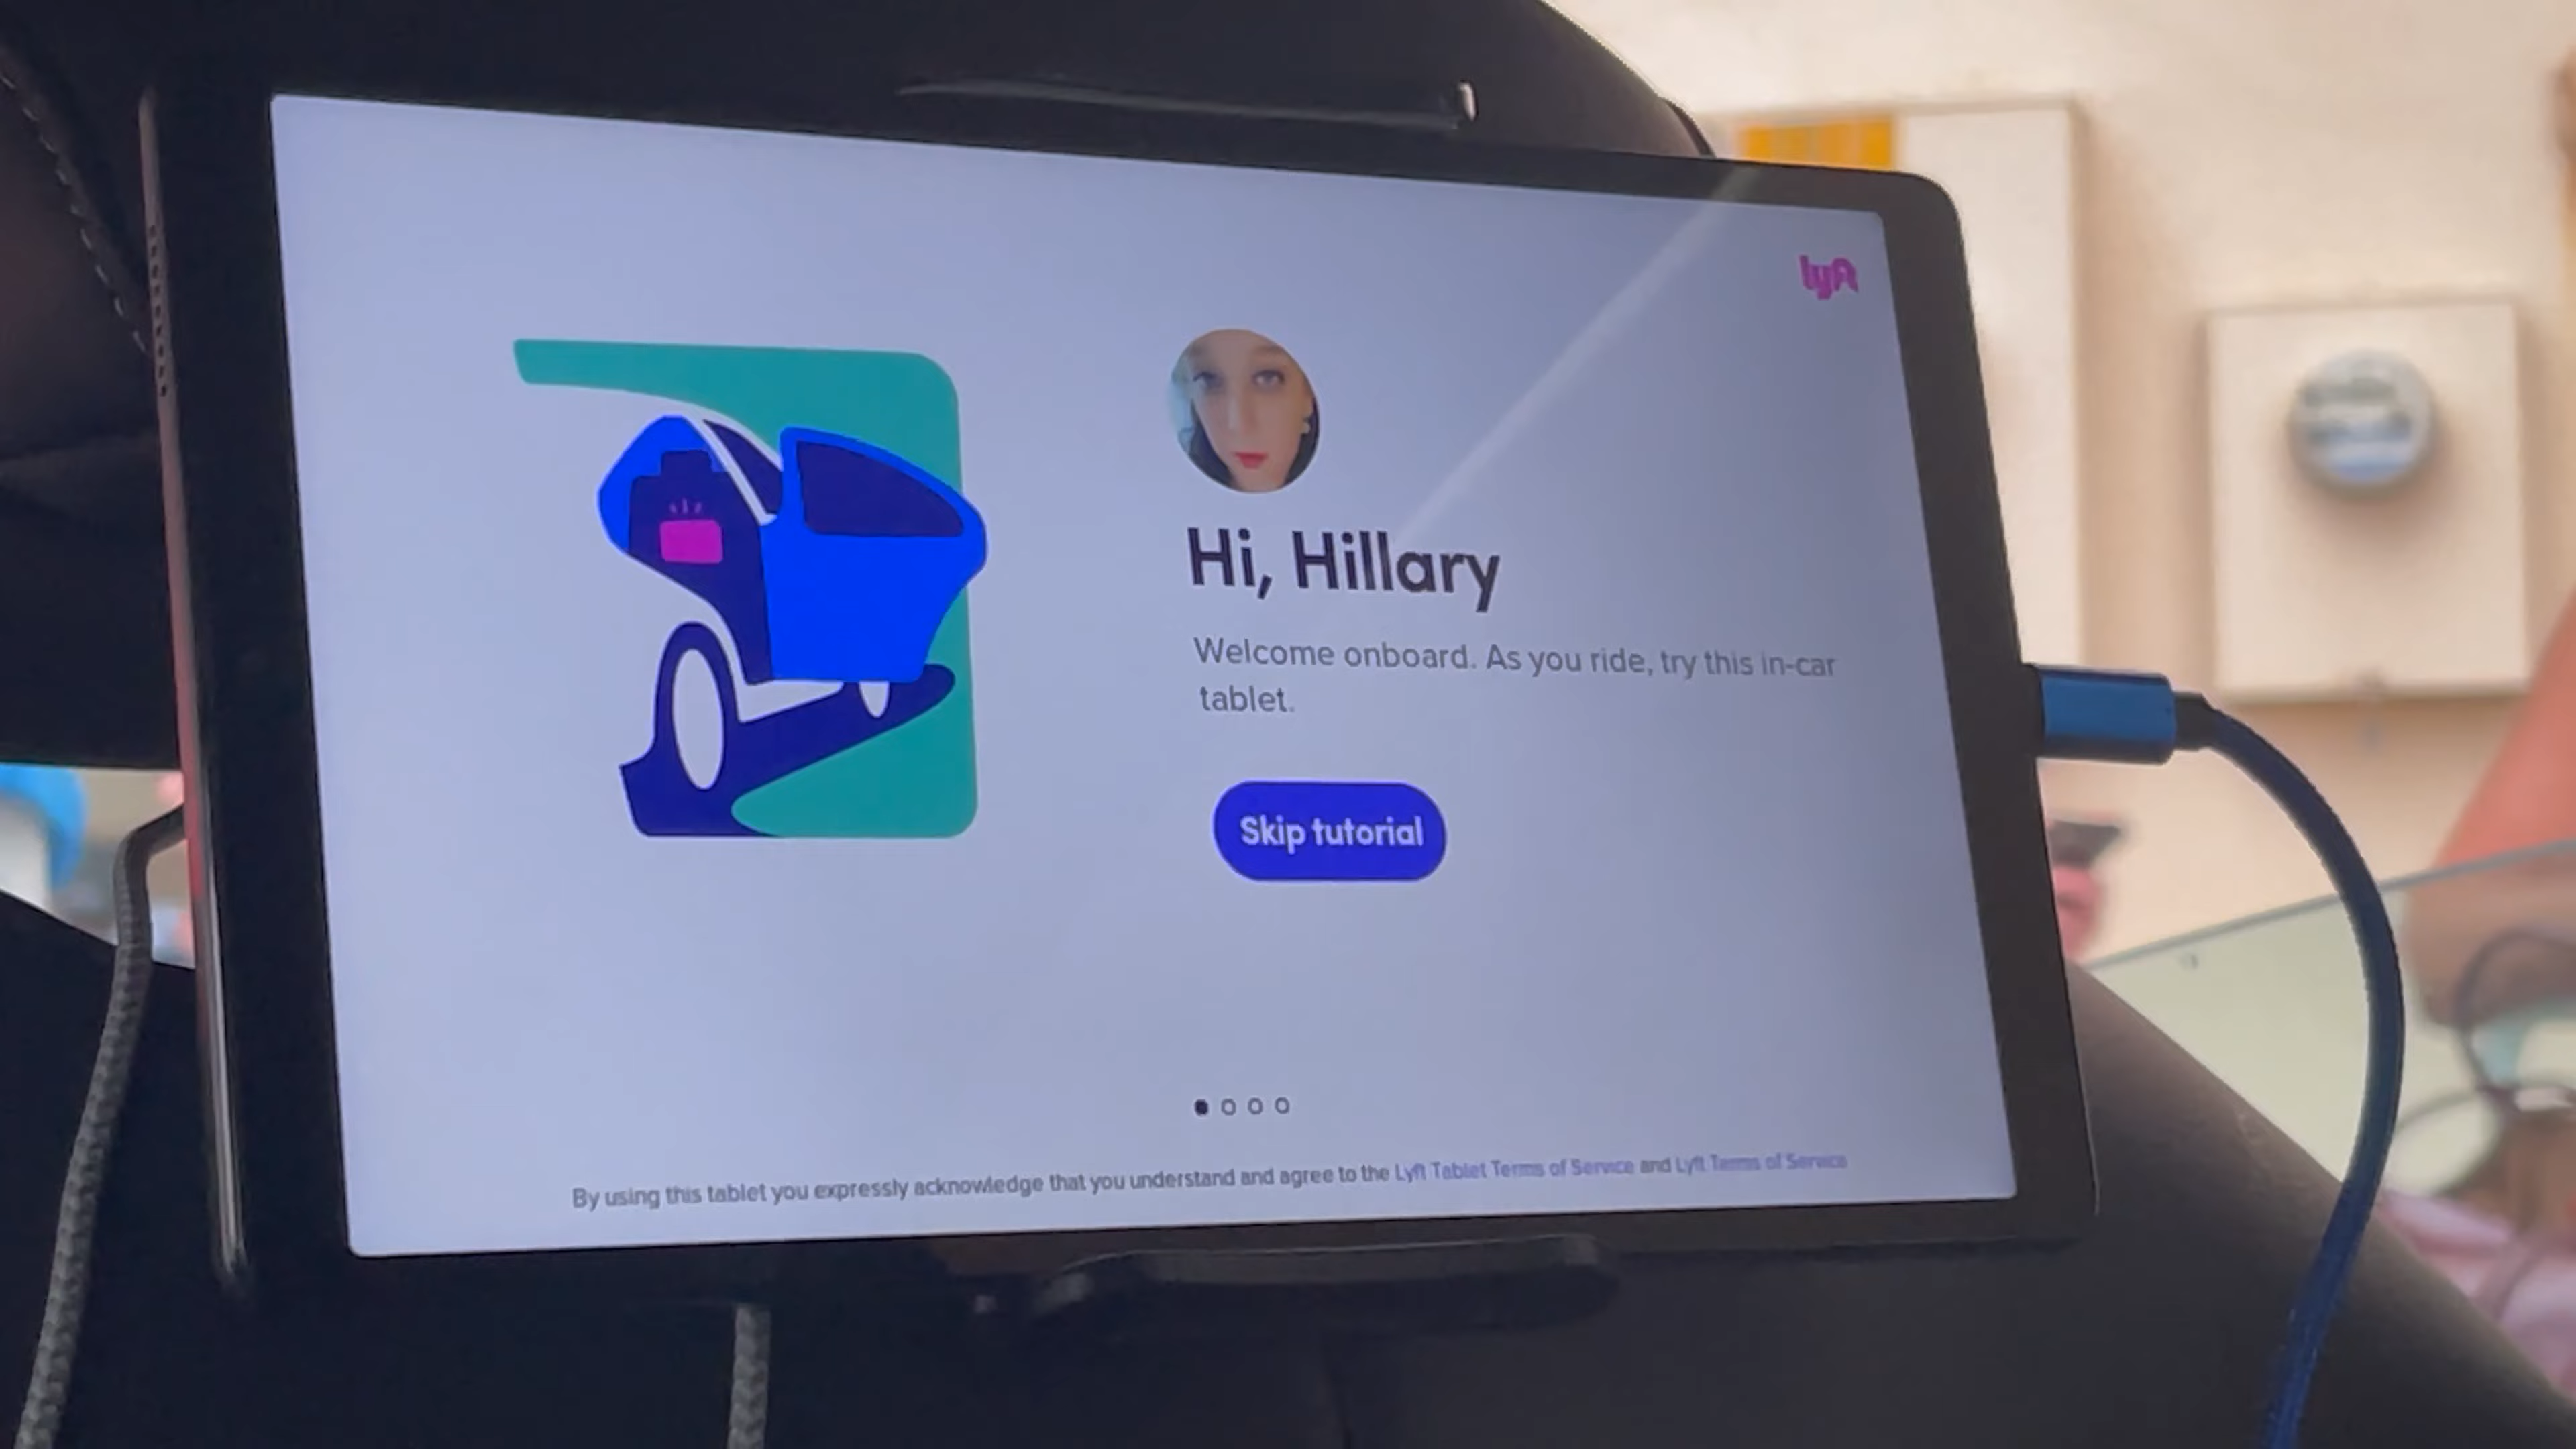 lyft
Hi, Hillary
Welcome onboard. As you ride, try this in-car
tablet.
Skip tutorial
By using this tablet you expressly acknowledge that you understand and agree to the Lyft Tablet Terms of Service and Lyft Terms of Service